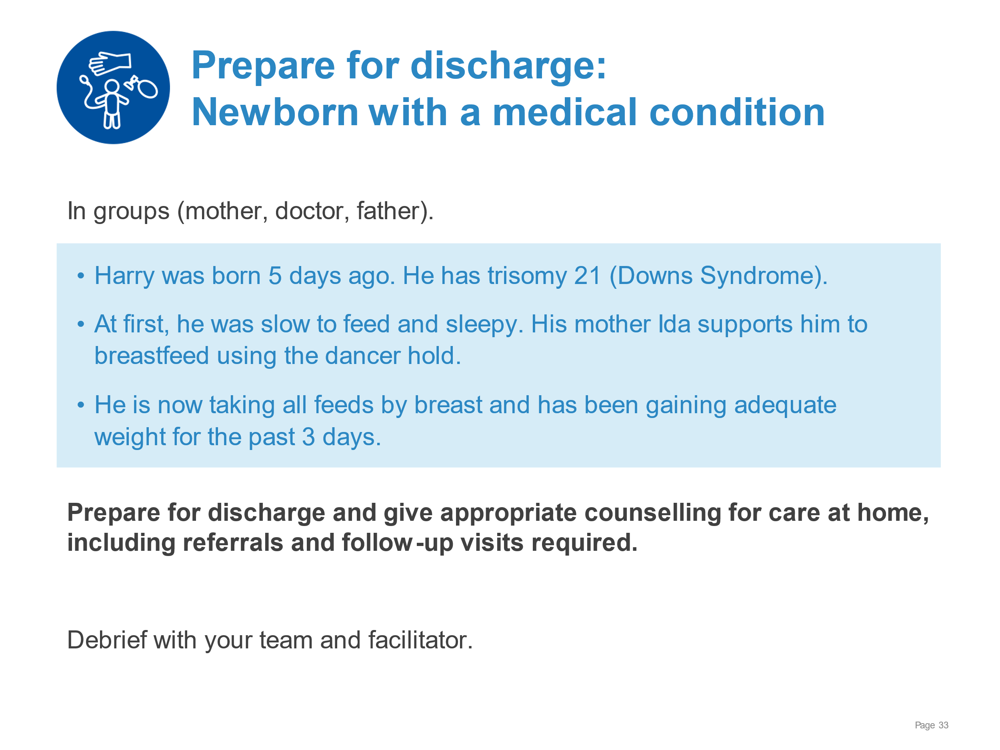 Prepare for discharge:
Newborn with a medical condition
In groups (mother, doctor, father).
• Harry was born 5 days ago. He has trisomy 21 (Downs Syndrome).
• At first, he was slow to feed and sleepy. His mother Ida supports him to
breastfeed using the dancer hold.
• He is now taking all feeds by breast and has been gaining adequate
weight for the past 3 days.
Prepare for discharge and give appropriate counselling for care at home,
including referrals and follow-up visits required.
Debrief with your team and facilitator.
Page 33